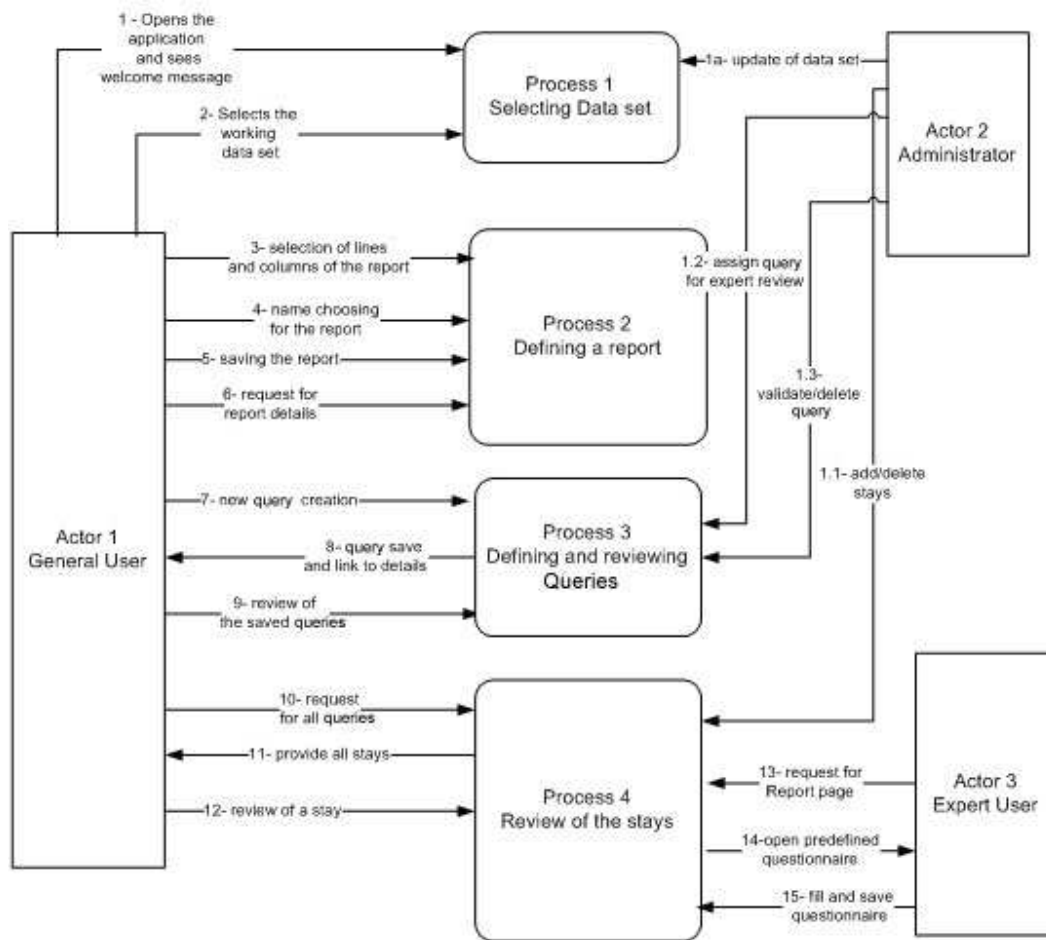 1 - Opens the
application
and sees
welcome message
2- Selects the
working
data set
Process 1
Selecting Data set
1a- update of data set
Actor 2
Administrator
3- selection of lines
and columns of the report
4- name choosing
for the report
5- saving the report
6- request for
report details
Process 2
Defining a report
1.2- assign query
for expert review
1.3-
validate/delete
query
1.1- add/delete
stays
Actor 1
General User
7- new query creation
8- query save
and link to details
9- review of
the saved queries
Process 3
Defining and reviewing
Queries
10- request
for all queries
11- provide all stays
12- review of a stay
Process 4
Review of the stays
13- request for
Report page
14-open predefined
questionnaire
15- fill and save
questionnaire
Actor 3
Expert User